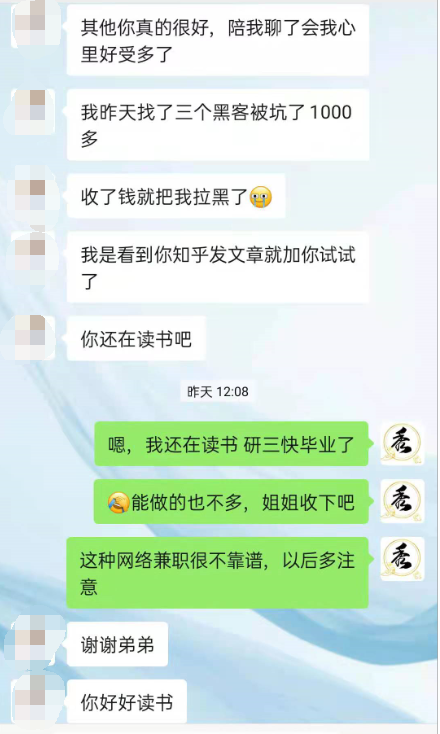 其他你真的很好，陪我聊了会我心
里好受多了
我昨天找了三个黑客被坑了1000
多
收了钱就把我拉黑了
我是看到你知乎发文章就加你试试
了
你还在读书吧
昨天 12:08
嗯，我还在读书 研三快毕业了
秀
能做的也不多，姐姐收下吧
秀
这种网络兼职很不靠谱，以后多注
意
秀
谢谢弟弟
你好好读书